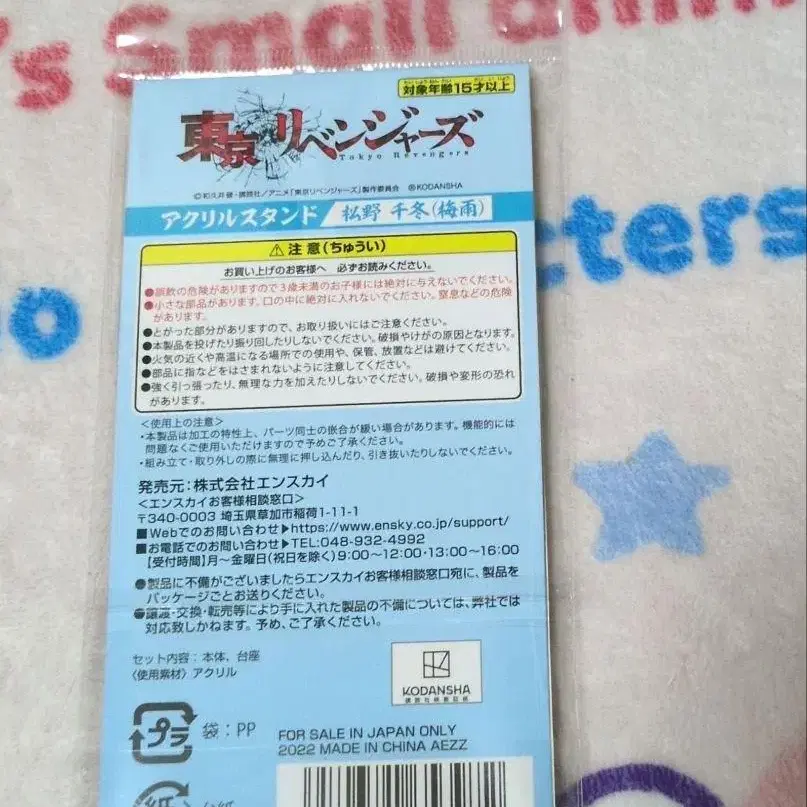 's Small anim
対象年齢15才以上
東京リベンジャーズ
Tokyo Revengers
©和久井健・講談社／アニメ「東京リベンジャーズ」製作委員会 ®KODANSHA
アクリルスタンド／松野 千冬(梅雨)
⚠注意(ちゅうい)
お買い上げのお客様へ 必ずお読みください。
●誤飲の危険がありますので3歳未満のお子様には絶対に与えないでください。
●小さな部品があります。口の中に絶対に入れないでください。窒息などの危険
があります。
●とがった部分がありますので、お取り扱いにはご注意ください。
●本製品を投げたり振り回したりしないでください。破損やけがの原因となります。
●火気の近くや高温になる場所での使用や、保管、放置などは避けてください。
●部品に指などをはさまれないように注意してください。
●強く引っ張ったり、無理な力を加えたりしないでください。破損や変形の恐れ
があります。
cters
o
＜使用上の注意＞
・本製品は加工の特性上、パーツ同士の嵌合が緩い場合があります。機能的には
問題なくご使用いただけますので予めご了承ください。
・組み立て・取り外しの際に無理に押し込んだり、引き抜いたりしないでください。
発売元：株式会社エンスカイ
＜エンスカイお客様相談窓口＞
〒340-0003 埼玉県草加市稲荷1-11-1
■Webでのお問い合わせ▶https://www.ensky.co.jp/support/
■お電話でのお問い合わせ▶TEL:048-932-4992
【受付時間】月～金曜日(祝日を除く)9:00～12:00・13:00～16:00
●製品に不備がございましたらエンスカイお客様相談窓口宛に、製品を
パッケージごとお送りください。
●譲渡・交換・転売等により手に入れた製品の不備については、弊社では
対応致しかねます。予め、ご了承ください。
セット内容：本体、台座
〈使用素材〉アクリル
KODANSHA
プラ 袋：PP
FOR SALE IN JAPAN ONLY
2022 MADE IN CHINA AEZZ